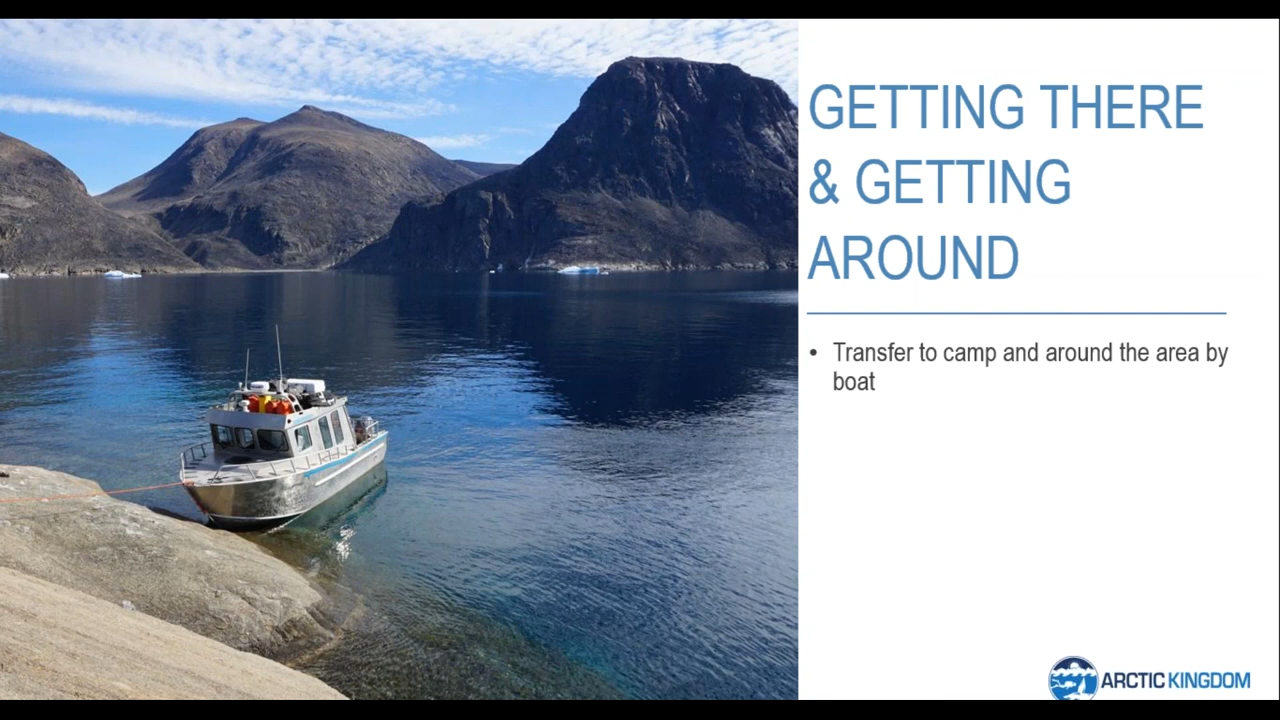 GETTING THERE
& GETTING
AROUND
• Transfer to camp and around the area by
boat
ARCTIC KINGDOM